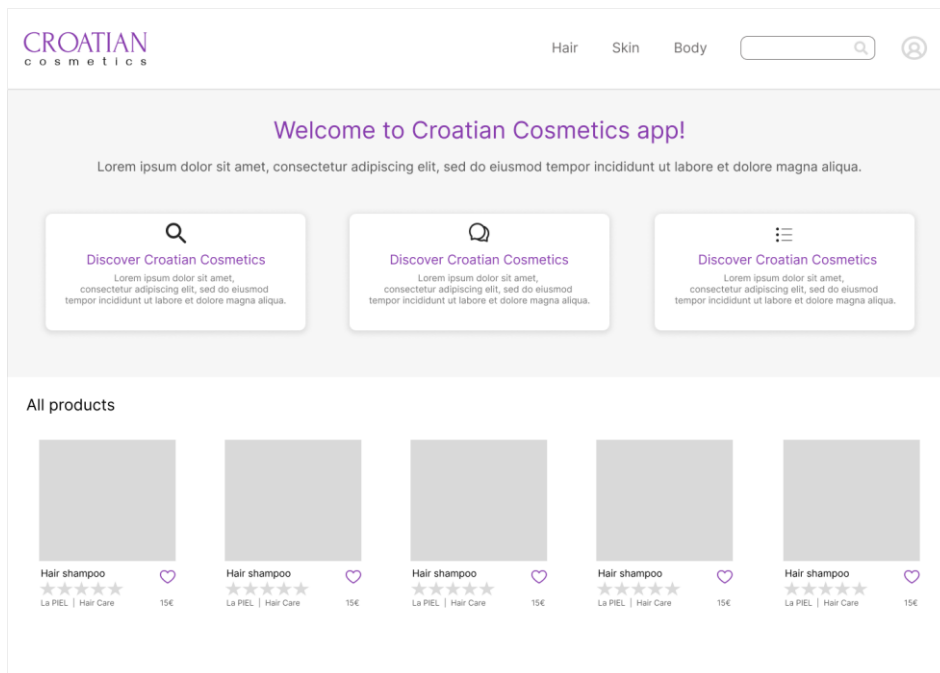 CROATIAN
cosmetics
Hair Skin Body
Welcome to Croatian Cosmetics app!
Lorem ipsum dolor sit amet, consectetur adipiscing elit, sed do eiusmod tempor incididunt ut labore et dolore magna aliqua.
Discover Croatian Cosmetics
Lorem ipsum dolor sit amet,
consectetur adipiscing elit, sed do eiusmod
tempor incididunt ut labore et dolore magna aliqua.
Discover Croatian Cosmetics
Lorem ipsum dolor sit amet,
consectetur adipiscing elit, sed do eiusmod
tempor incididunt ut labore et dolore magna aliqua.
Discover Croatian Cosmetics
Lorem ipsum dolor sit amet,
consectetur adipiscing elit, sed do eiusmod
tempor incididunt ut labore et dolore magna aliqua.
All products
Hair shampoo
La PIEL | Hair Care 15€
Hair shampoo
La PIEL | Hair Care 15€
Hair shampoo
La PIEL | Hair Care 15€
Hair shampoo
La PIEL | Hair Care 15€
Hair shampoo
La PIEL | Hair Care 15€